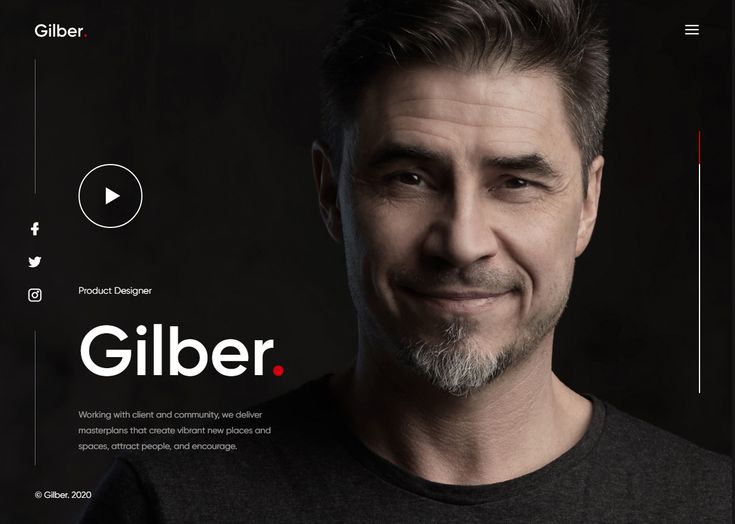 Gilber.
Product Designer
Gilber.
Working with client and community, we deliver
masterplans that create vibrant new places and
spaces, attract people, and encourage.
© Gilber. 2020